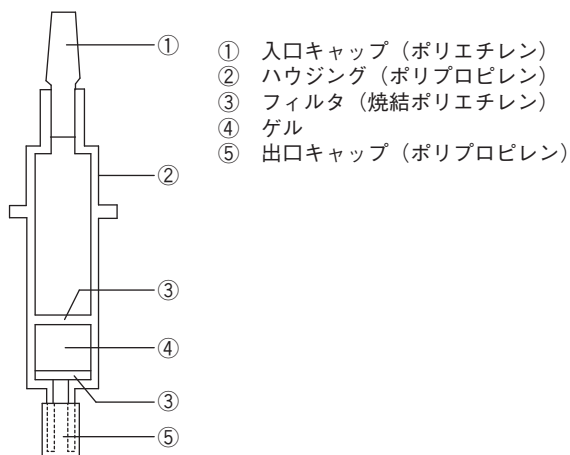 ① 入口キャップ（ポリエチレン）
② ハウジング（ポリプロピレン）
③ フィルタ（焼結ポリエチレン）
④ ゲル
⑤ 出口キャップ（ポリプロピレン）
①
②
③
④
③
⑤